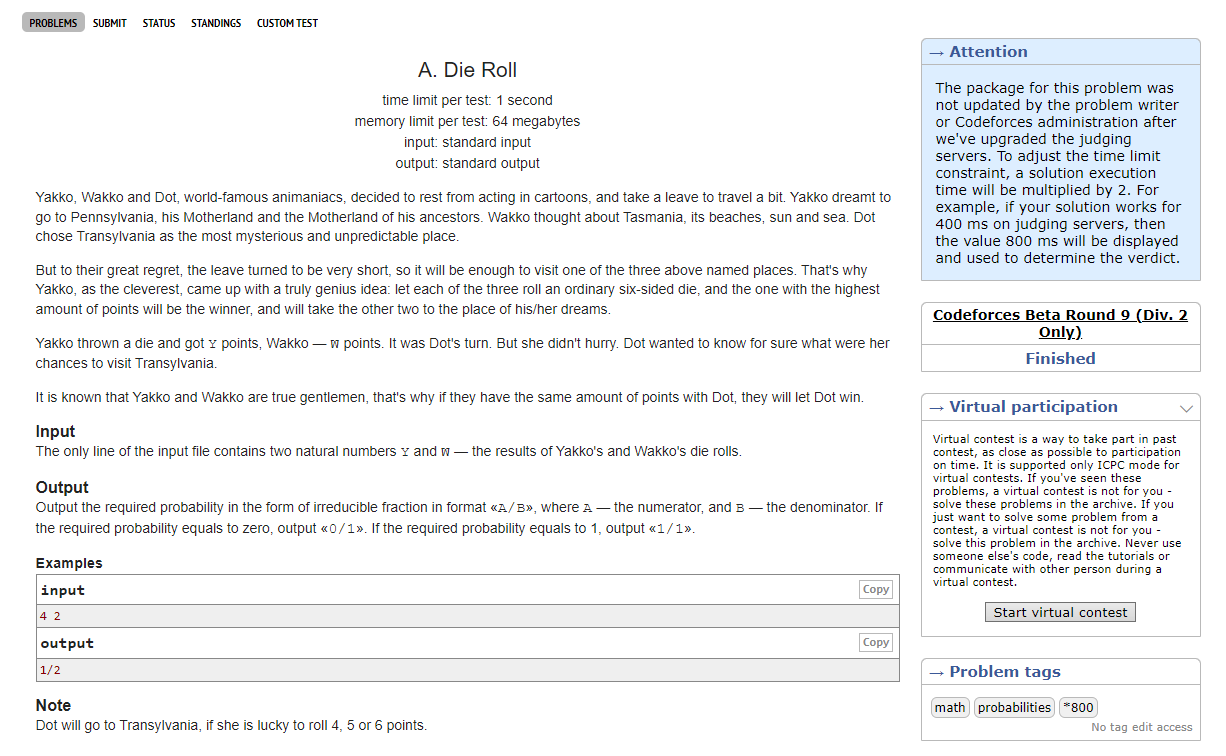 PROBLEMS SUBMIT STATUS STANDINGS CUSTOM TEST
A. Die Roll
time limit per test: 1 second
memory limit per test: 64 megabytes
input: standard input
output: standard output
Yakko, Wakko and Dot, world-famous animaniacs, decided to rest from acting in cartoons, and take a leave to travel a bit. Yakko dreamt to
go to Pennsylvania, his Motherland and the Motherland of his ancestors. Wakko thought about Tasmania, its beaches, sun and sea. Dot
chose Transylvania as the most mysterious and unpredictable place.
But to their great regret, the leave turned to be very short, so it will be enough to visit one of the three above named places. That's why
Yakko, as the cleverest, came up with a truly genius idea: let each of the three roll an ordinary six-sided die, and the one with the highest
amount of points will be the winner, and will take the other two to the place of his/her dreams.
Yakko thrown a die and got Y points, Wakko — W points. It was Dot's turn. But she didn't hurry. Dot wanted to know for sure what were her
chances to visit Transylvania.
It is known that Yakko and Wakko are true gentlemen, that's why if they have the same amount of points with Dot, they will let Dot win.
Input
The only line of the input file contains two natural numbers Y and W — the results of Yakko's and Wakko's die rolls.
Output
Output the required probability in the form of irreducible fraction in format «A/B», where A — the numerator, and B — the denominator. If
the required probability equals to zero, output «0/1». If the required probability equals to 1, output «1/1».
Examples
input Copy
4 2
output Copy
1/2
Note
Dot will go to Transylvania, if she is lucky to roll 4, 5 or 6 points.
→ Attention
The package for this problem was
not updated by the problem writer
or Codeforces administration after
we've upgraded the judging
servers. To adjust the time limit
constraint, a solution execution
time will be multiplied by 2. For
example, if your solution works for
400 ms on judging servers, then
the value 800 ms will be displayed
and used to determine the verdict.
Codeforces Beta Round 9 (Div. 2
Only)
Finished
→ Virtual participation
Virtual contest is a way to take part in past
contest, as close as possible to participation
on time. It is supported only ICPC mode for
virtual contests. If you've seen these
problems, a virtual contest is not for you -
solve these problems in the archive. If you
just want to solve some problem from a
contest, a virtual contest is not for you -
solve this problem in the archive. Never use
someone else's code, read the tutorials or
communicate with other person during a
virtual contest.
Start virtual contest
→ Problem tags
math probabilities *800
No tag edit access